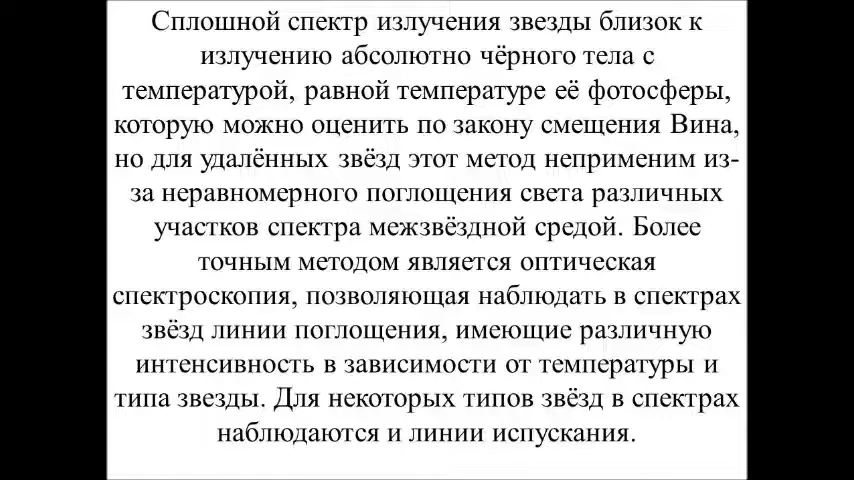 Сплошной спектр излучения звезды близок к
излучению абсолютно чёрного тела с
температурой, равной температуре её фотосферы,
которую можно оценить по закону смещения Вина,
но для удалённых звёзд этот метод неприменим из-
за неравномерного поглощения света различных
участков спектра межзвёздной средой. Более
точным методом является оптическая
спектроскопия, позволяющая наблюдать в спектрах
звёзд линии поглощения, имеющие различную
интенсивность в зависимости от температуры и
типа звезды. Для некоторых типов звёзд в спектрах
наблюдаются и линии испускания.